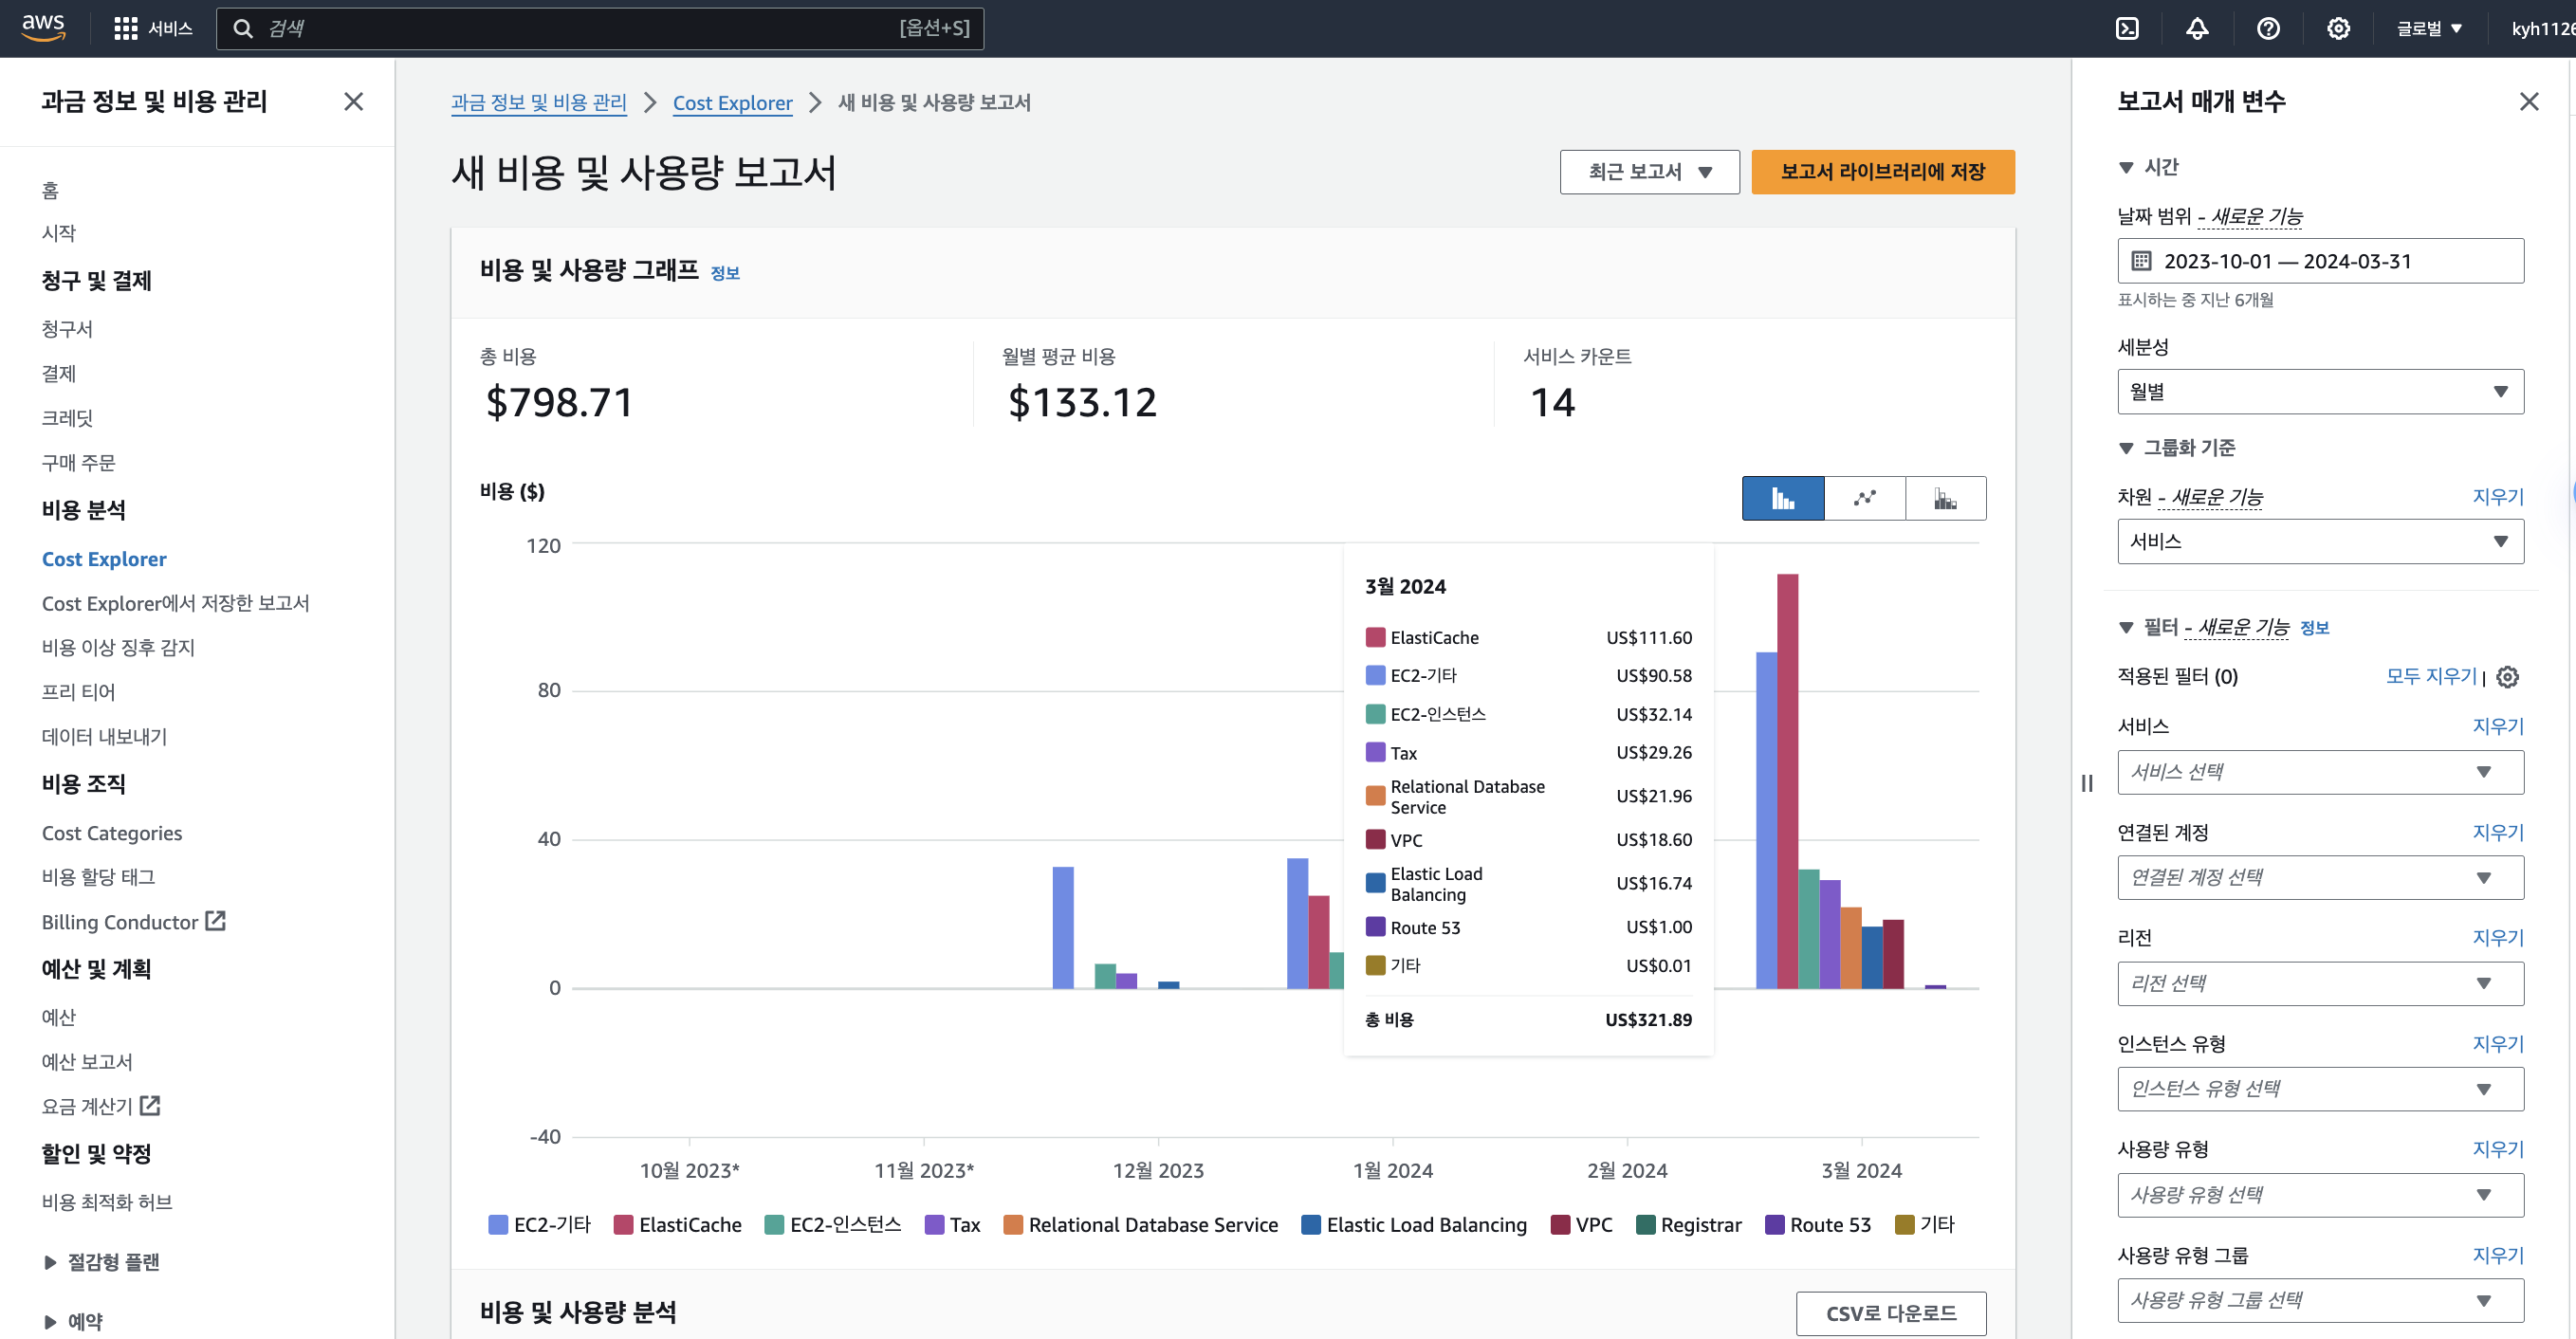 aws
서비스
검색
[옵션+S]
글로벌
kyh1126
과금 정보 및 비용 관리
홈
시작
청구 및 결제
청구서
결제
크레딧
구매 주문
비용 분석
Cost Explorer
Cost Explorer에서 저장한 보고서
비용 이상 징후 감지
프리 티어
데이터 내보내기
비용 조직
Cost Categories
비용 할당 태그
Billing Conductor
예산 및 계획
예산
예산 보고서
요금 계산기
할인 및 약정
비용 최적화 허브
절감형 플랜
예약
과금 정보 및 비용 관리 > Cost Explorer > 새 비용 및 사용량 보고서
새 비용 및 사용량 보고서
최근 보고서
보고서 라이브러리에 저장
비용 및 사용량 그래프 정보
총 비용
$798.71
월별 평균 비용
$133.12
서비스 카운트
14
비용 ($)
120
80
40
0
-40
10월 2023*
11월 2023*
12월 2023
1월 2024
2월 2024
3월 2024
3월 2024
ElastiCache US$111.60
EC2-기타 US$90.58
EC2-인스턴스 US$32.14
Tax US$29.26
Relational Database
Service US$21.96
VPC US$18.60
Elastic Load
Balancing US$16.74
Route 53 US$1.00
기타 US$0.01
총 비용 US$321.89
EC2-기타 ElastiCache EC2-인스턴스 Tax Relational Database Service Elastic Load Balancing VPC Registrar Route 53 기타
비용 및 사용량 분석
CSV로 다운로드
보고서 매개 변수
시간
날짜 범위 - 새로운 기능
2023-10-01 — 2024-03-31
표시하는 중 지난 6개월
세분성
월별
그룹화 기준
차원 - 새로운 기능 지우기
서비스
필터 - 새로운 기능 정보
적용된 필터 (0) 모두 지우기 |
서비스 지우기
서비스 선택
연결된 계정 지우기
연결된 계정 선택
리전 지우기
리전 선택
인스턴스 유형 지우기
인스턴스 유형 선택
사용량 유형 지우기
사용량 유형 선택
사용량 유형 그룹 지우기
사용량 유형 그룹 선택